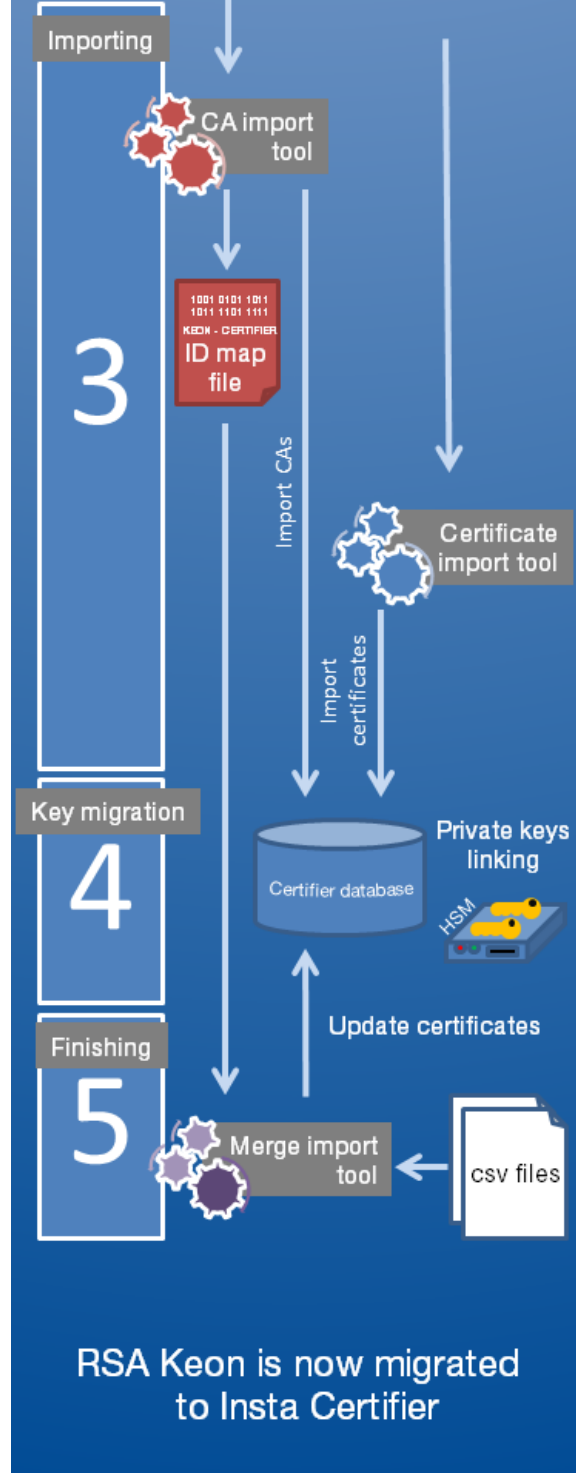 Importing
CA import
tool
1001 0101 1011
1011 1101 1111
KEON - CERTIFIER
ID map
file
3
Import CAs
Certificate
import tool
Import
certificates
Key migration
4
Certifier database
Private keys
linking
HSM
Update certificates
Finishing
5
Merge import
tool
csv files
RSA Keon is now migrated
to Insta Certifier